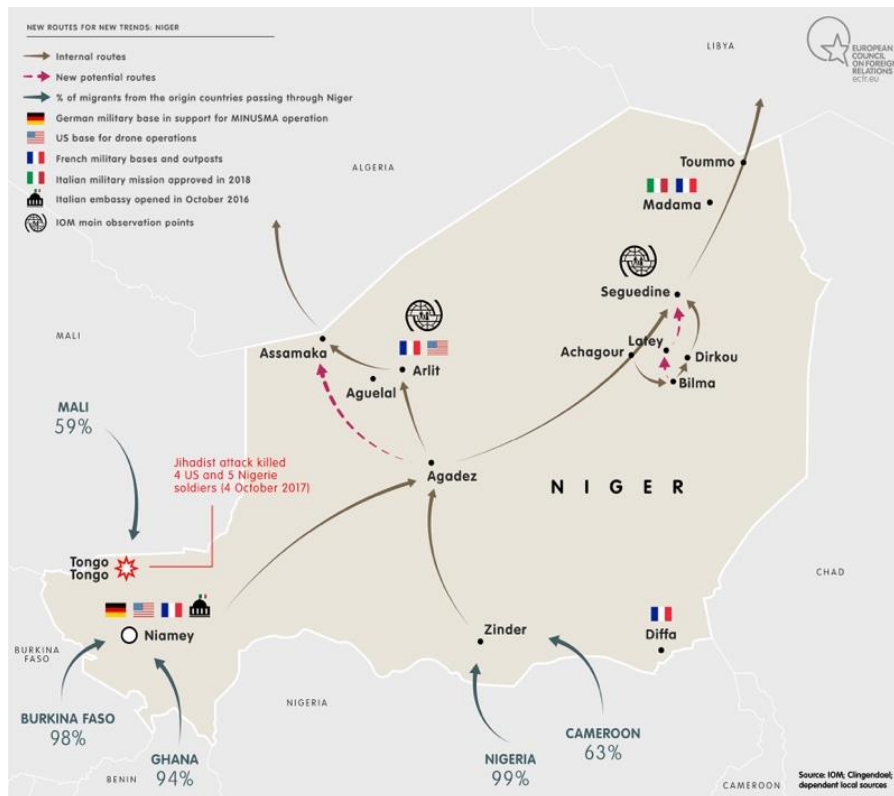 NEW ROUTES FOR NEW TRENDS: NIGER
Internal routes
New potential routes
% of migrants from the origin countries passing through Niger
German military base in support for MINUSMA operation
US base for drone operations
French military bases and outposts
Italian military mission approved in 2018
Italian embassy opened in October 2016
IOM main observation points
EUROPEAN
COUNCIL
ON FOREIGN
RELATIONS
ecfr.eu
LIBYA
ALGERIA
Toummo
Madama
Seguedine
MALI
Assamaka
Arlit
Aguelal
Achagour
Latey
Dirkou
Bilma
MALI
59%
Jihadist attack killed
4 US and 5 Nigerie
soldiers (4 October 2017)
Agadez
NIGER
Tongo
Tongo
CHAD
Niamey
Zinder
Diffa
BURKINA
FASO
NIGERIA
BURKINA FASO
98%
GHANA
94%
NIGERIA
99%
CAMEROON
63%
BENIN
CAMEROON
Source: IOM; Clingendael;
dependent local sources